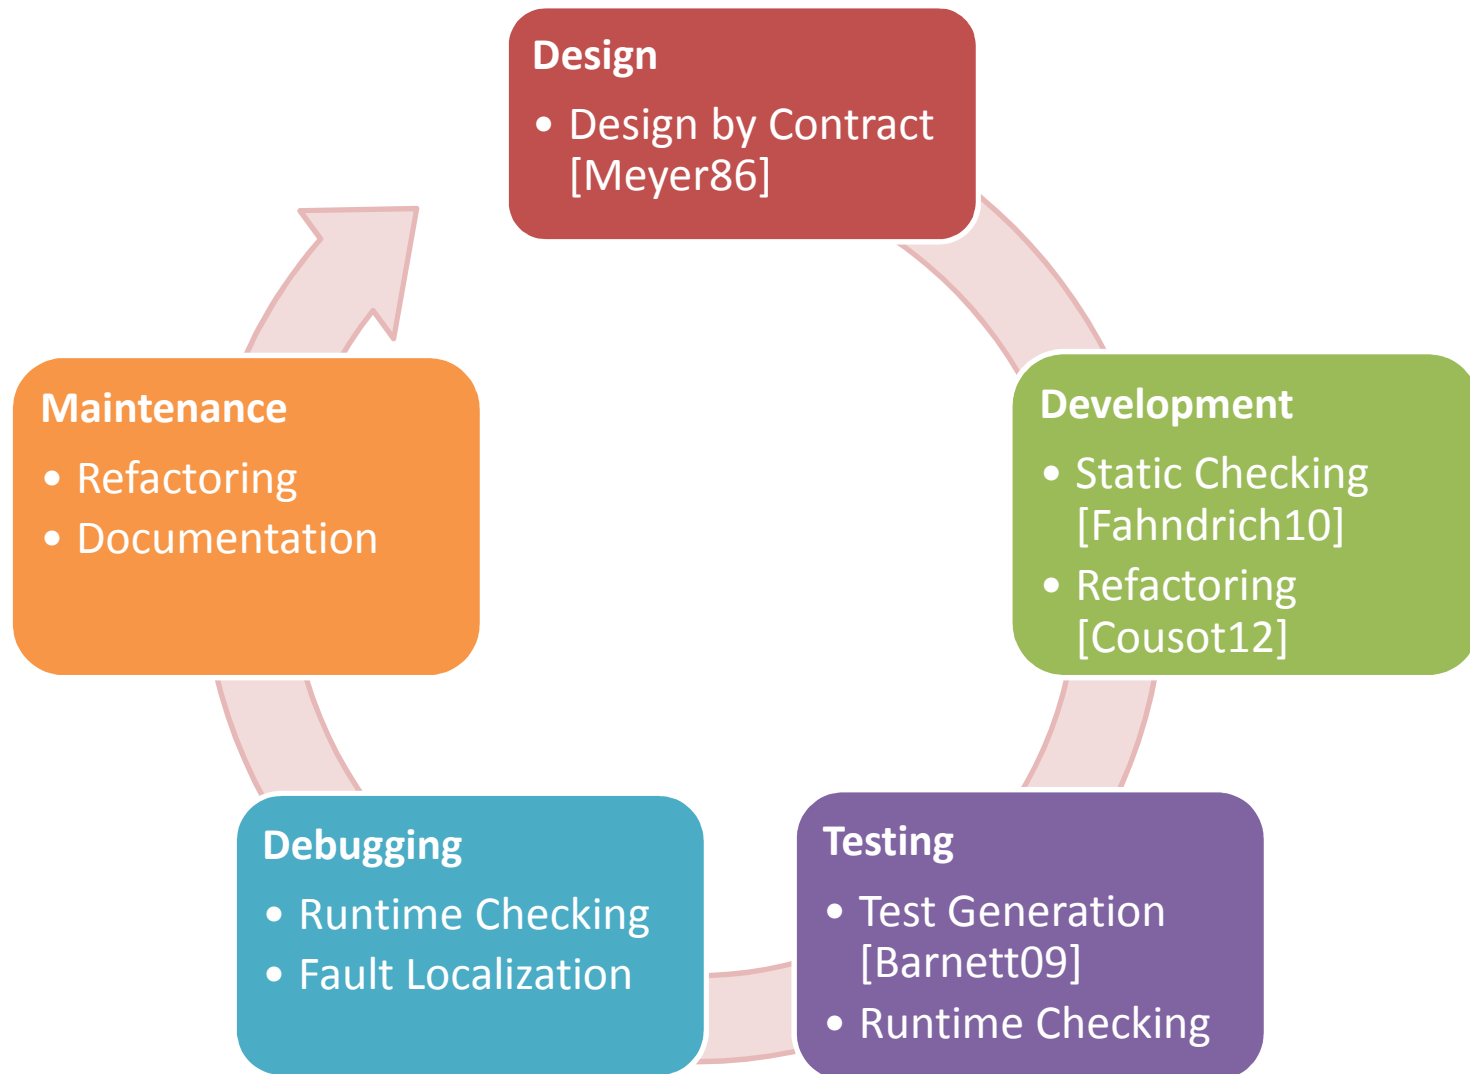 Design
• Design by Contract
[Meyer86]
Development
• Static Checking
[Fahndrich10]
• Refactoring
[Cousot12]
Testing
• Test Generation
[Barnett09]
• Runtime Checking
Debugging
• Runtime Checking
• Fault Localization
Maintenance
• Refactoring
• Documentation